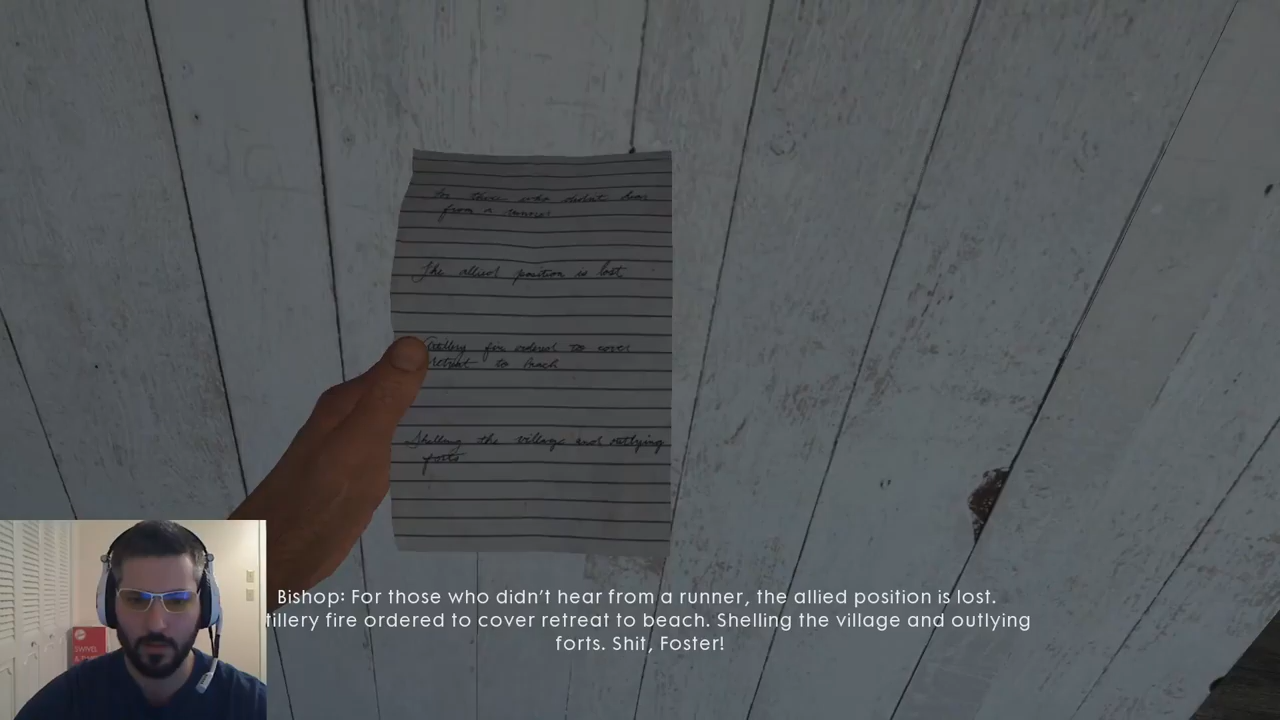 for those who didnt hear
from a runner
The allied position is lost
Artillery fire ordered to cover
retreat to beach
Shelling the village and outlying
forts
SWIVEL
Bishop: For those who didn't hear from a runner, the allied position is lost.
tillery fire ordered to cover retreat to beach. Shelling the village and outlying
forts. Shit, Foster!